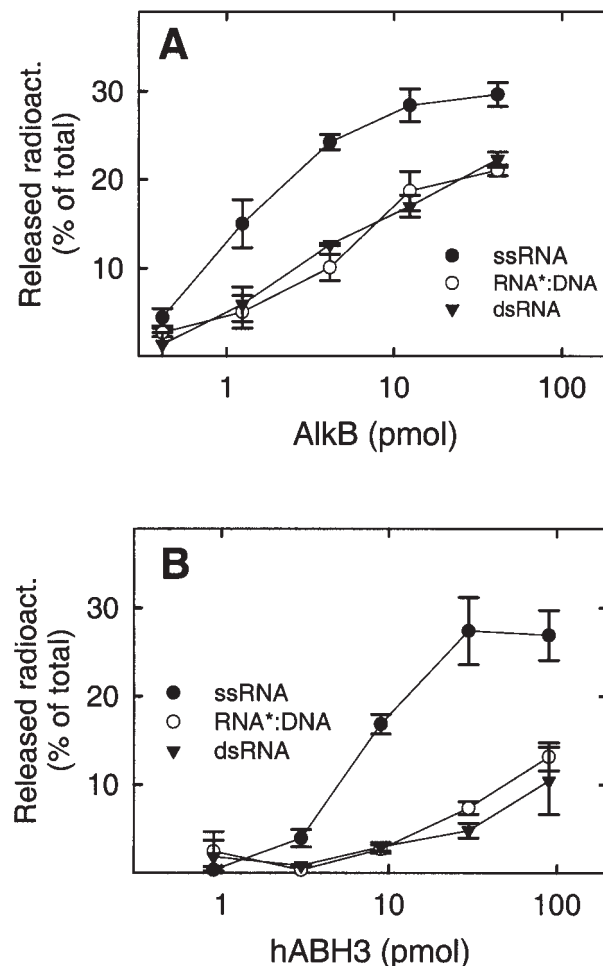 A
Released radioact.
(% of total)
30
20
10
ssRNA
RNA*:DNA
dsRNA
1
10
100
AlkB (pmol)
B
Released radioact.
(% of total)
30
20
10
ssRNA
RNA*:DNA
dsRNA
1
10
100
hABH3 (pmol)